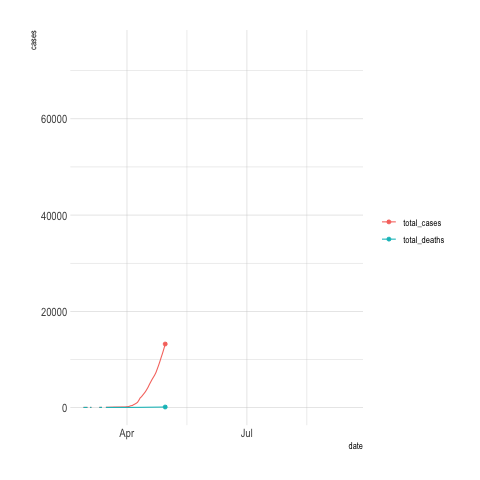 cases
60000
40000
20000
0
Apr
Jul
date
total_cases
total_deaths